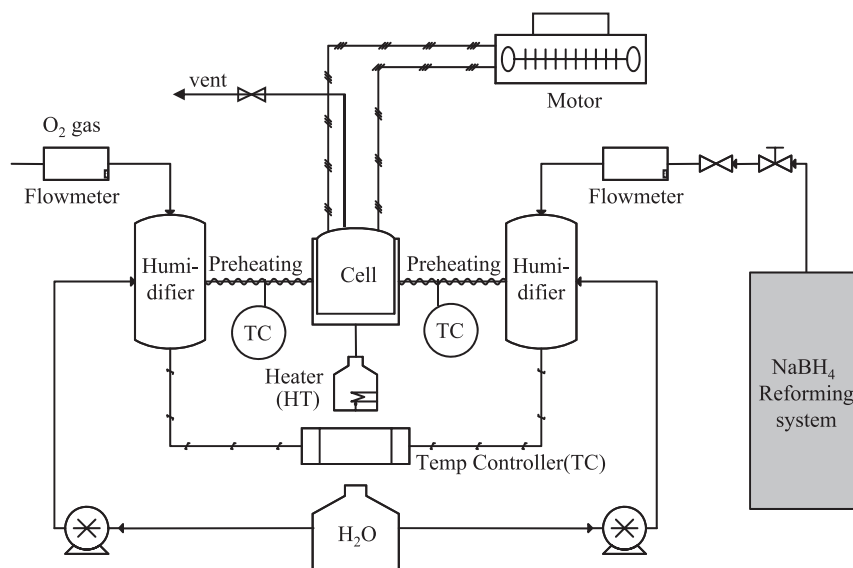 vent
Motor
O₂ gas
Flowmeter
Flowmeter
Humi-
difier
Preheating
Cell
Preheating
Humi-
difier
TC
TC
Heater
(HT)
NaBH₄
Reforming
system
Temp Controller(TC)
H₂O